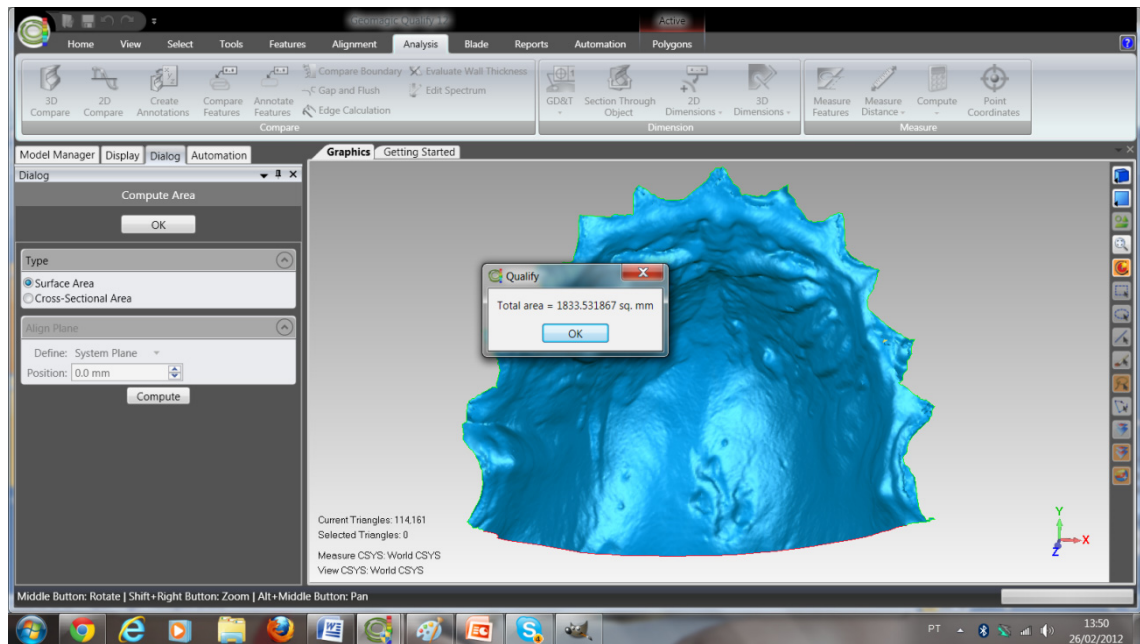 Geomagic Qualify 12
Active
Home View Select Tools Features Alignment Analysis Blade Reports Automation Polygons
3D Compare
2D Compare
Create Annotations
Compare Features
Annotate Features
Compare Boundary
Evaluate Wall Thickness
Gap and Flush
Edit Spectrum
Edge Calculation
Compare
GD&T
Section Through Object
2D Dimensions
3D Dimensions
Dimension
Measure Features
Measure Distance
Compute
Point Coordinates
Measure
Model Manager Display Dialog Automation
Graphics Getting Started
Dialog
Compute Area
OK
Type
Surface Area
Cross-Sectional Area
Align Plane
Define: System Plane
Position: 0.0 mm
Compute
Qualify
Total area = 1833.531867 sq. mm
OK
Current Triangles: 114,161
Selected Triangles: 0
Measure CSYS: World CSYS
View CSYS: World CSYS
Y
X
Z
Middle Button: Rotate | Shift+Right Button: Zoom | Alt+Middle Button: Pan
PT
13:50
26/02/2012